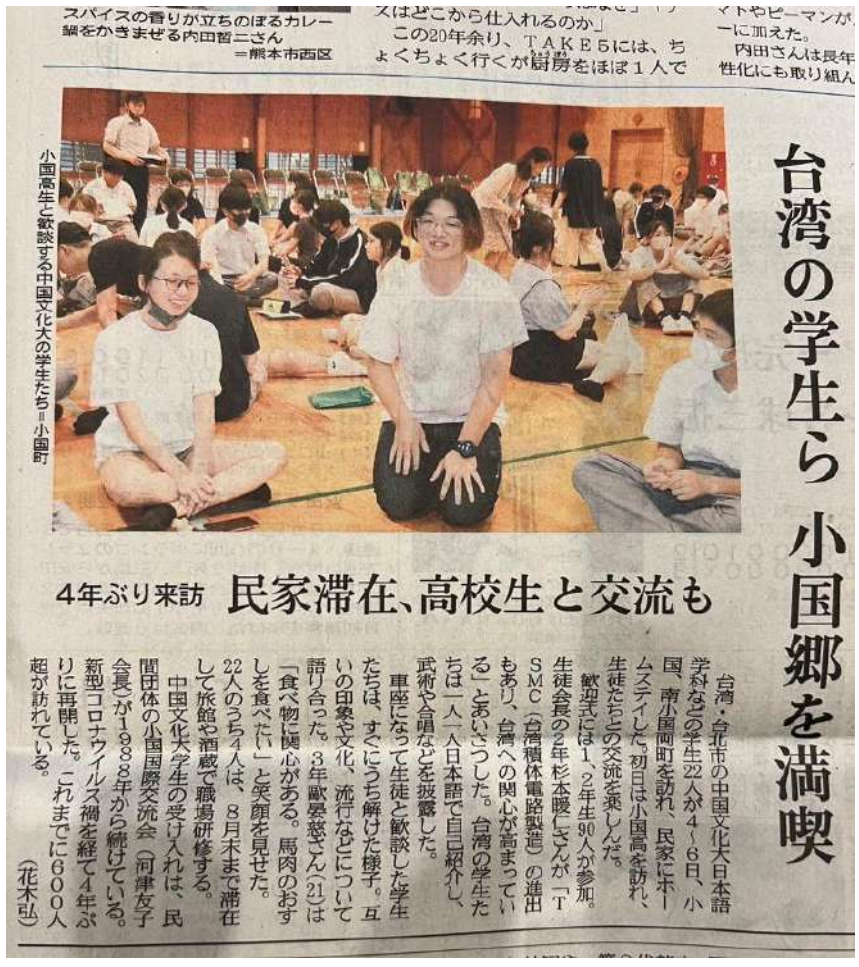 スパイスの香りが立ちのぼるカレー
鍋をかきまぜる内田哲二さん
＝熊本市西区
スはどこから仕入れるのか」
この20年余り、TAKE5には、ち
ょくちょく行くが厨房をほぼ1人で
ちゅうぼう
マトやピーマンが
ーに加えた。
内田さんは長年
性化にも取り組ん
台湾の学生ら 小国郷を満喫
小国高生と歓談する中国文化大の学生たち＝小国町
4年ぶり来訪 民家滞在、高校生と交流も
台湾・台北市の中国文化大日本語
学科などの学生22人が4～6日、小
国、南小国両町を訪れ、民家にホー
ムステイした。初日は小国高を訪れ、
生徒たちとの交流を楽しんだ。
歓迎式には1、2年生90人が参加。
生徒会長の2年杉本暖仁さんが「T
SMC（台湾積体電路製造）の進出
もあり、台湾への関心が高まってい
る」とあいさつした。台湾の学生た
ちは一人一人日本語で自己紹介し、
武術や合唱などを披露した。
車座になって生徒と歓談した学生
たちは、すぐにうち解けた様子。互
いの印象や文化、流行などについて
語り合った。3年歐晏慈さん（21）は
「食べ物に関心がある。馬肉のおす
しを食べたい」と笑顔を見せた。
22人のうち4人は、8月末まで滞在
して旅館や酒蔵で職場研修する。
中国文化大学生の受け入れは、民
間団体の小国国際交流会（河津友子
会長）が1988年から続けている。
新型コロナウイルス禍を経て4年ぶ
りに再開した。これまでに600人
超が訪れている。
（花木弘）